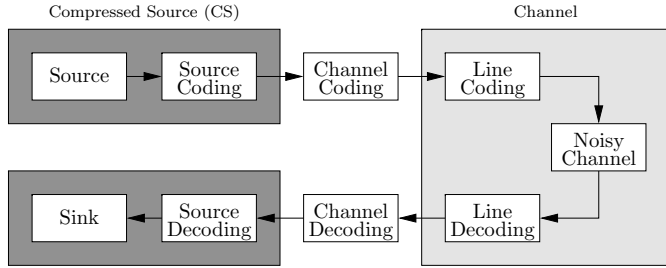 Compressed Source (CS)
Channel
Source
Source
Coding
Channel
Coding
Line
Coding
Noisy
Channel
Sink
Source
Decoding
Channel
Decoding
Line
Decoding